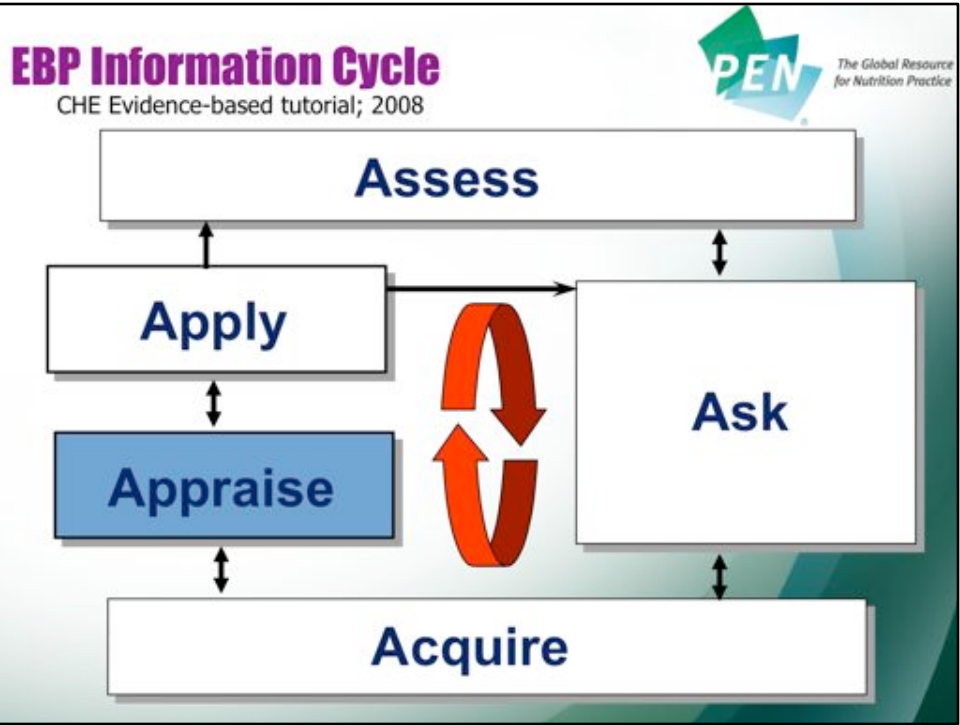 EBP Information Cycle
CHE Evidence-based tutorial; 2008
PEN
®
The Global Resource
for Nutrition Practice
Assess
Apply
Ask
Appraise
Acquire